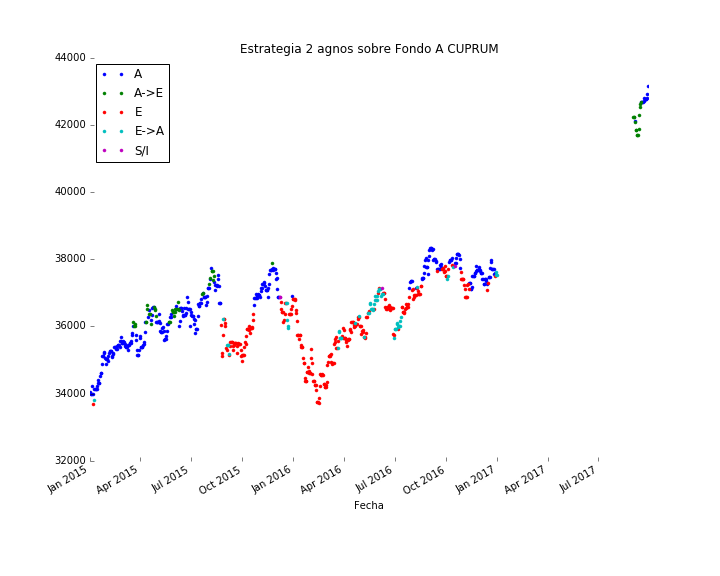 Estrategia 2 agnos sobre Fondo A CUPRUM
44000
42000
40000
38000
36000
34000
32000
A
A->E
E
E->A
S/I
Jan 2015
Apr 2015
Jul 2015
Oct 2015
Jan 2016
Apr 2016
Jul 2016
Oct 2016
Jan 2017
Apr 2017
Jul 2017
Fecha